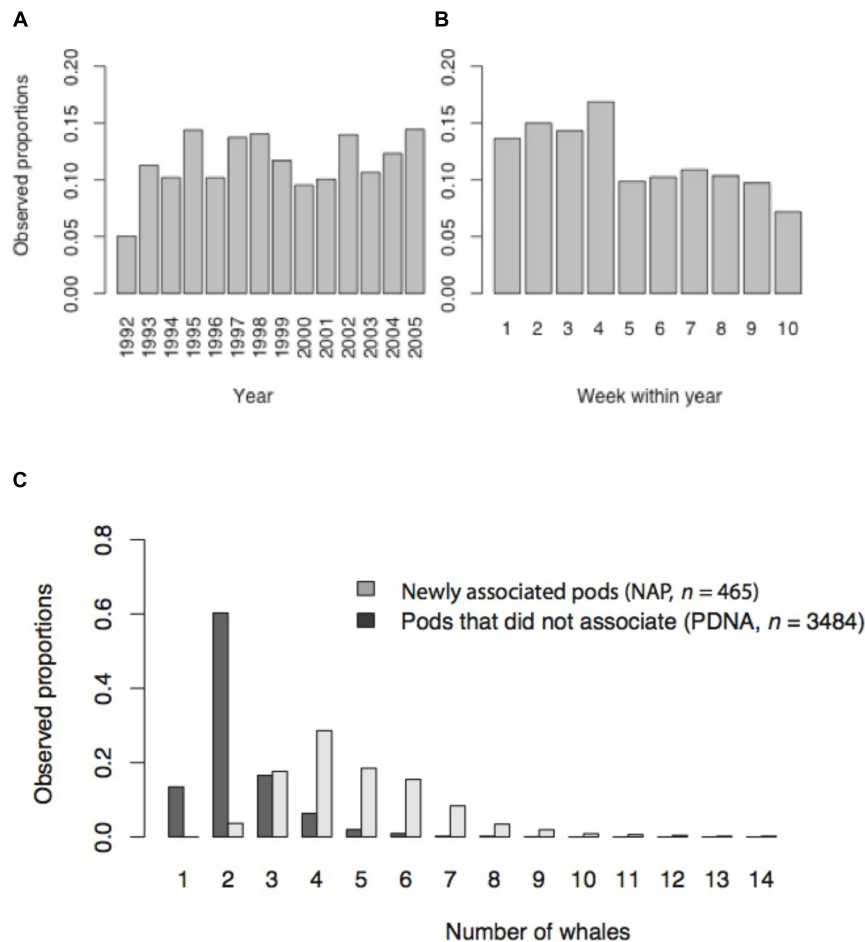 A
Observed proportions
0.20
0.15
0.10
0.05
0.00
1992 1993 1994 1995 1996 1997 1998 1999 2000 2001 2002 2003 2004 2005
Year
B
0.20
0.15
0.10
0.05
0.00
1 2 3 4 5 6 7 8 9 10
Week within year
C
Observed proportions
0.8
0.6
0.4
0.2
0.0
Newly associated pods (NAP, n = 465)
Pods that did not associate (PDNA, n = 3484)
1 2 3 4 5 6 7 8 9 10 11 12 13 14
Number of whales